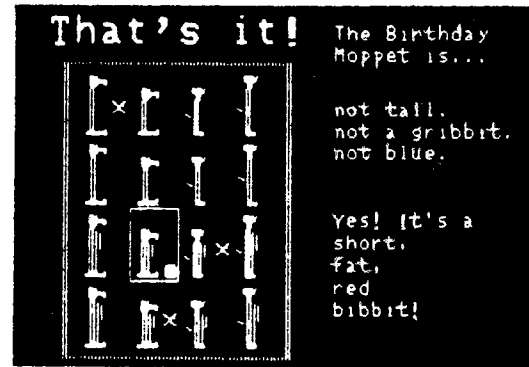 That's it!
The Birthday
Moppet is...
not tall.
not a gribbit.
not blue.
Yes! It's a
short.
fat,
red
bibbit!